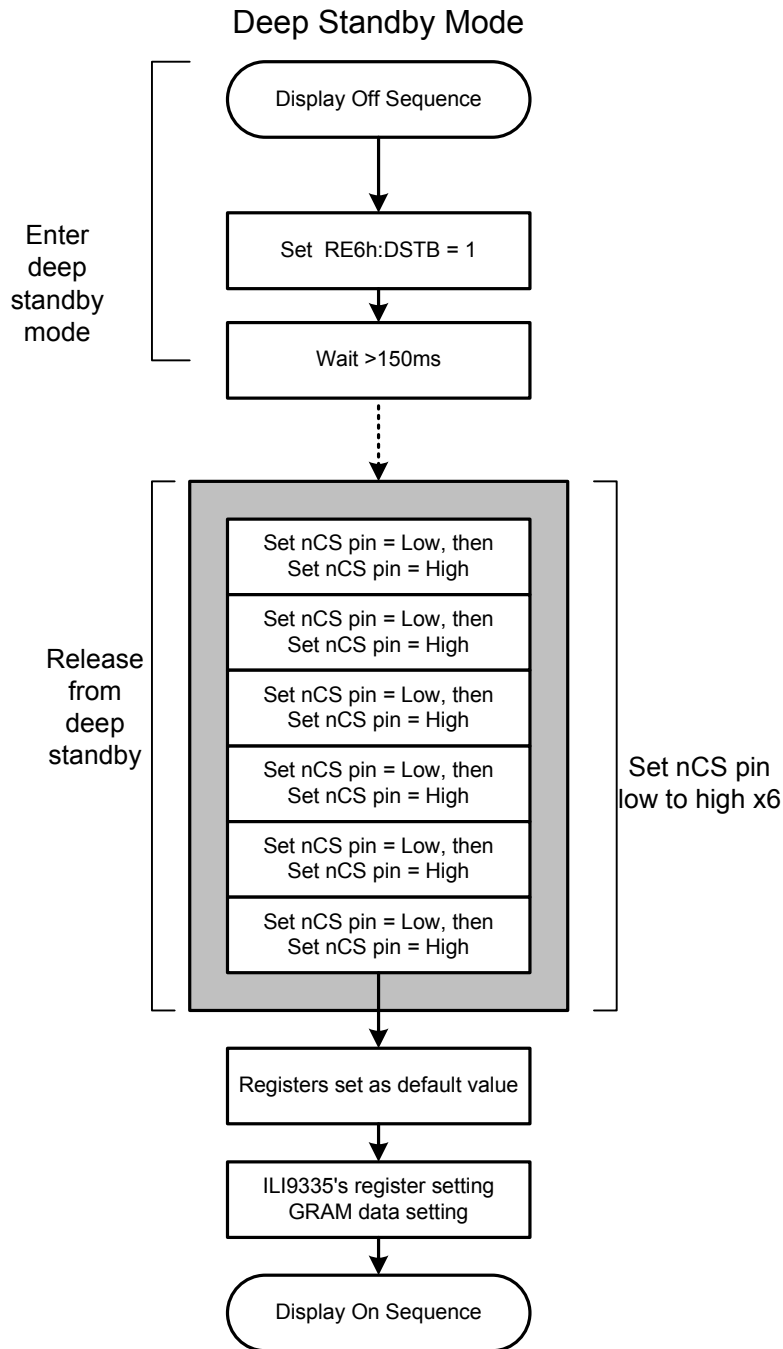 Deep Standby Mode
Display Off Sequence
Enter
deep
standby
mode
Set RE6h:DSTB = 1
Wait >150ms
Release
from
deep
standby
Set nCS pin = Low, then
Set nCS pin = High
Set nCS pin = Low, then
Set nCS pin = High
Set nCS pin = Low, then
Set nCS pin = High
Set nCS pin = Low, then
Set nCS pin = High
Set nCS pin = Low, then
Set nCS pin = High
Set nCS pin = Low, then
Set nCS pin = High
Set nCS pin
low to high x6
Registers set as default value
ILI9335's register setting
GRAM data setting
Display On Sequence